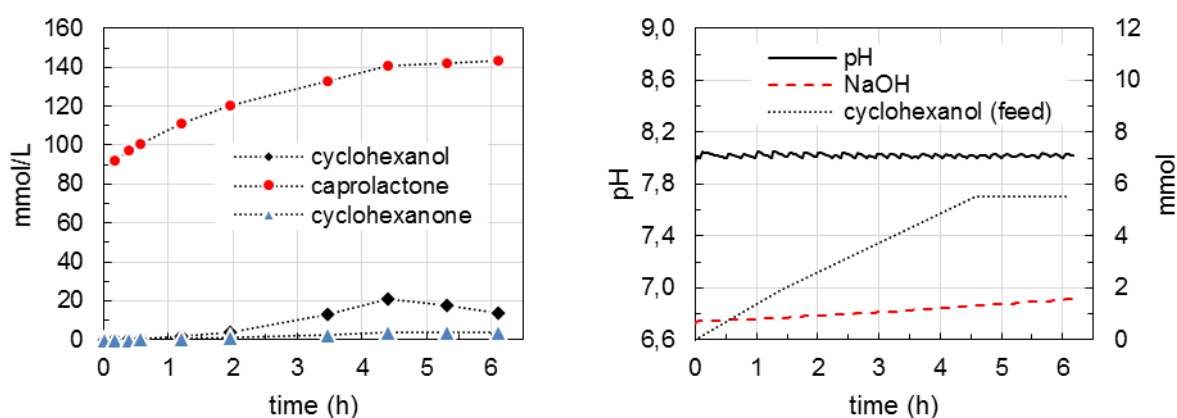 160
140
120
100
80
60
40
20
0
mmol/L
cyclohexanol
caprolactone
cyclohexanone
0 1 2 3 4 5 6
time (h)
9,0
8,6
8,2
7,8
7,4
7,0
6,6
pH
pH
NaOH
cyclohexanol (feed)
12
10
8
6
4
2
0
mmol
0 1 2 3 4 5 6
time (h)